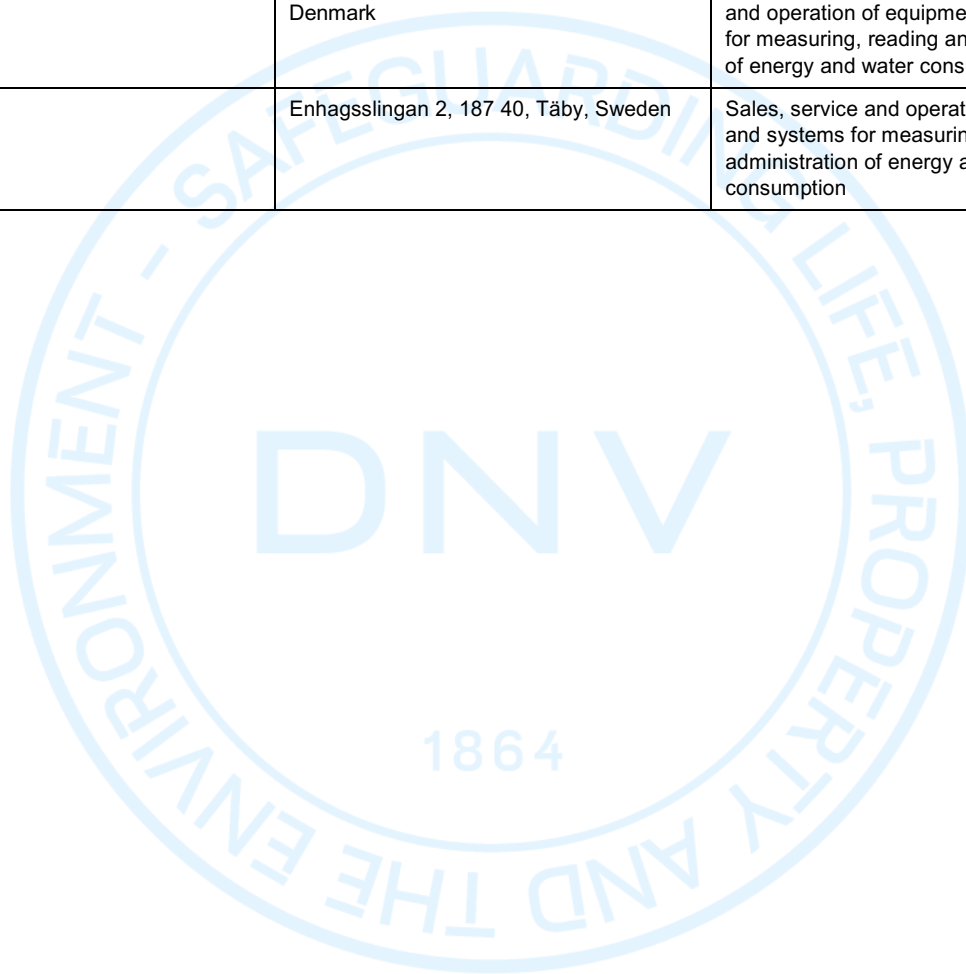 Denmark
and operation of equipme
for measuring, reading an
of energy and water cons
Enhagsslingan 2, 187 40, Täby, Sweden
Sales, service and operat
and systems for measurin
administration of energy a
consumption
SAFEGUARDING LIFE, PROPERTY AND THE ENVIRONMENT -
DNV
1864